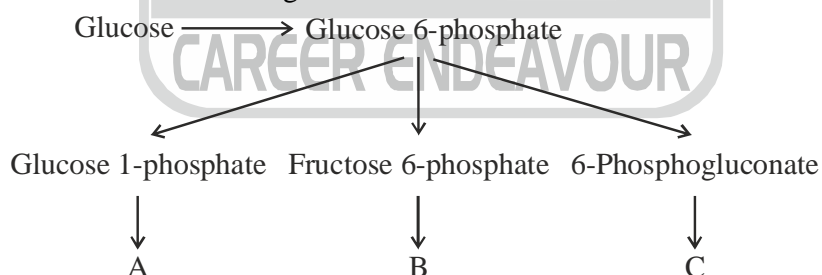 Glucose Glucose 6-phosphate
CAREER ENDEAVOUR
Glucose 1-phosphate Fructose 6-phosphate 6-Phosphogluconate
A B C